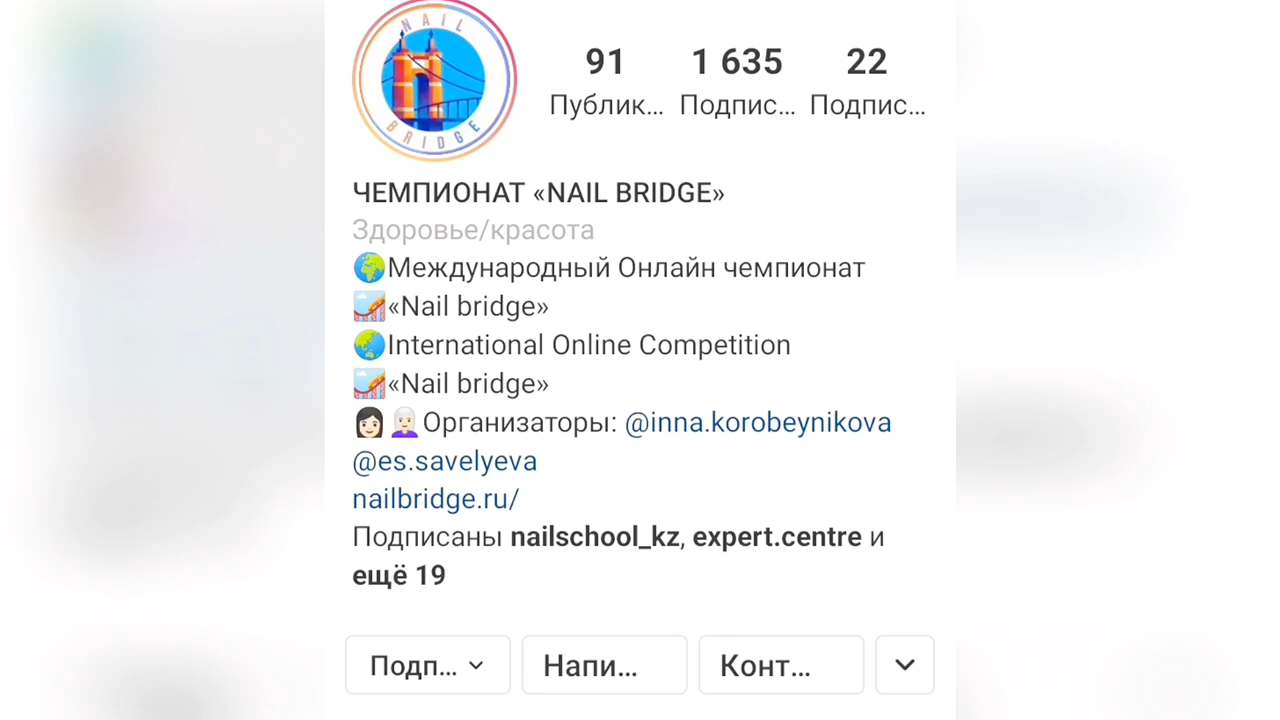 NAIL
BRIDGE
91 1 635 22
Публик... Подпис... Подпис...
ЧЕМПИОНАТ «NAIL BRIDGE»
Здоровье/красота
Международный Онлайн чемпионат
«Nail bridge»
International Online Competition
«Nail bridge»
Организаторы: @inna.korobeynikova
@es.savelyeva
nailbridge.ru/
Подписаны nailschool_kz, expert.centre и
ещё 19
Подп... Напи... Конт...